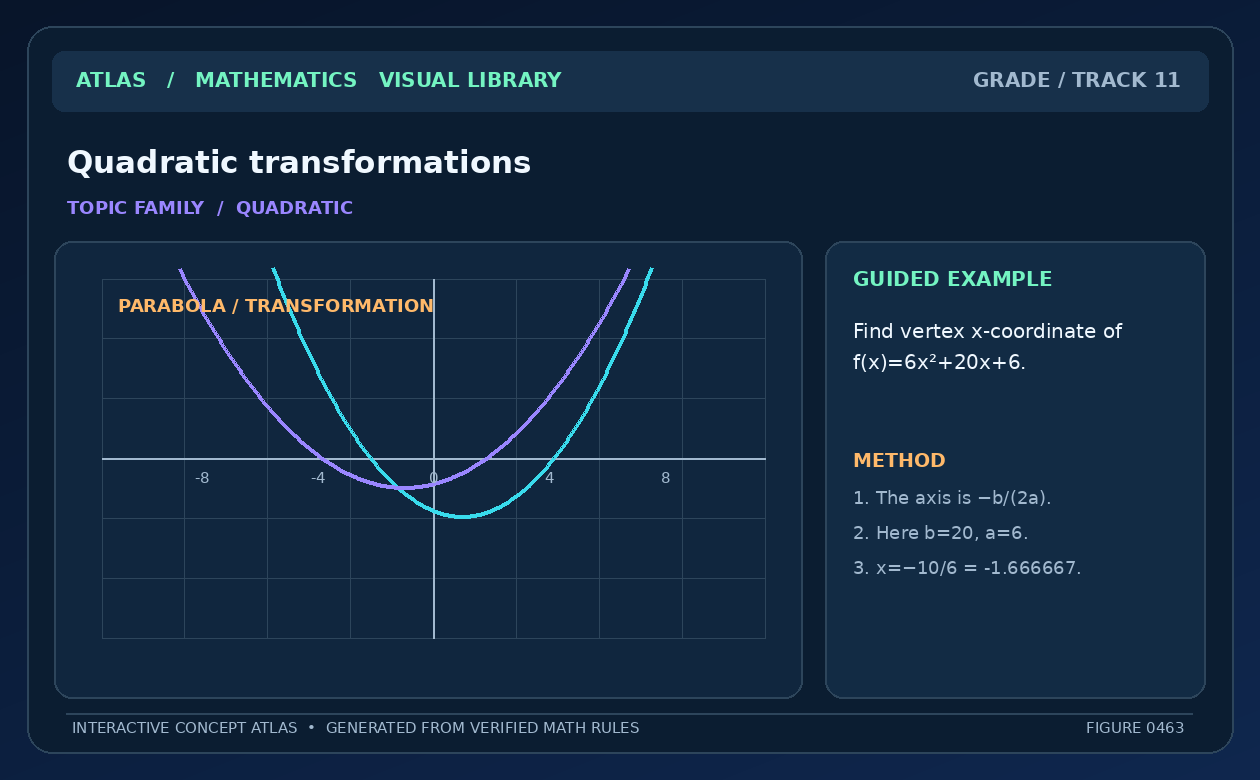 ATLAS / MATHEMATICS VISUAL LIBRARY
GRADE / TRACK 11
Quadratic transformations
TOPIC FAMILY / QUADRATIC
PARABOLA / TRANSFORMATION
-8 -4 0 4 8
GUIDED EXAMPLE
Find vertex x-coordinate of
f(x)=6x²+20x+6.
METHOD
1. The axis is −b/(2a).
2. Here b=20, a=6.
3. x=−10/6 = -1.666667.
INTERACTIVE CONCEPT ATLAS • GENERATED FROM VERIFIED MATH RULES
FIGURE 0463